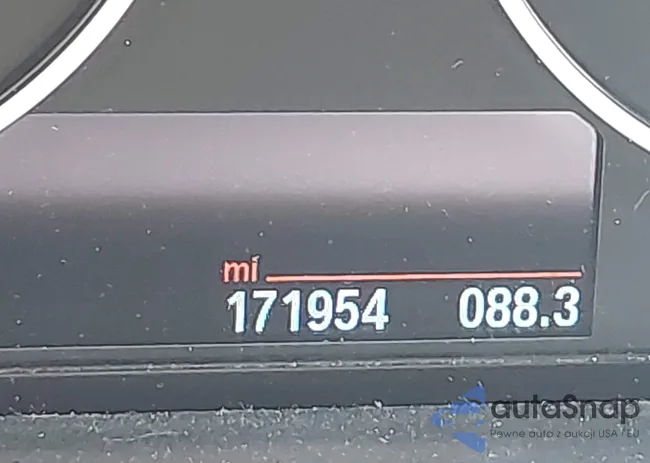 mi
171954 088.3
autoSnap
Pewne auto z aukcji USA i EU